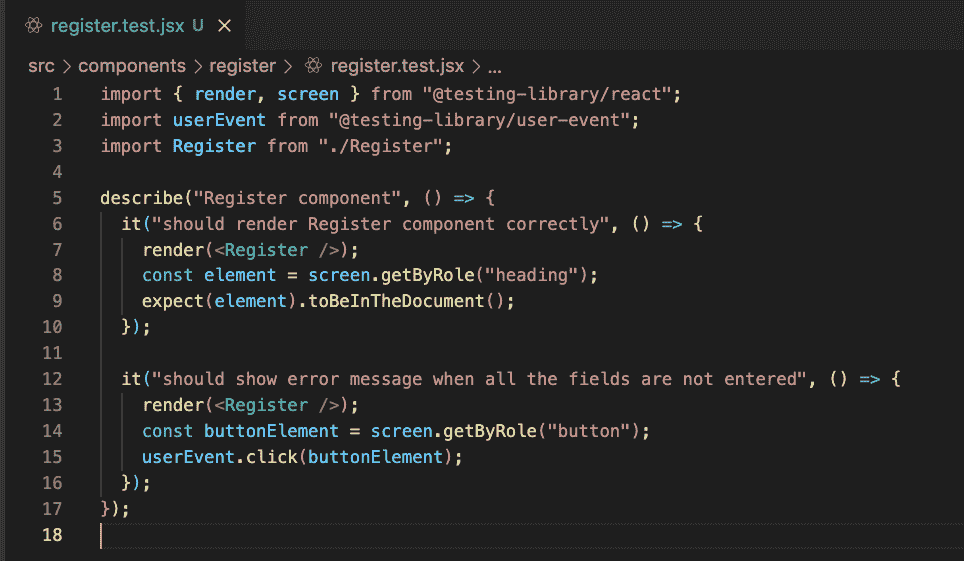 register.test.jsx U ×
src > components > register > register.test.jsx > ...
1 import { render, screen } from "@testing-library/react";
2 import userEvent from "@testing-library/user-event";
3 import Register from "./Register";
4
5 describe("Register component", () => {
6 it("should render Register component correctly", () => {
7 render(<Register />);
8 const element = screen.getByRole("heading");
9 expect(element).toBeInTheDocument();
10 });
11
12 it("should show error message when all the fields are not entered", () => {
13 render(<Register />);
14 const buttonElement = screen.getByRole("button");
15 userEvent.click(buttonElement);
16 });
17 });
18